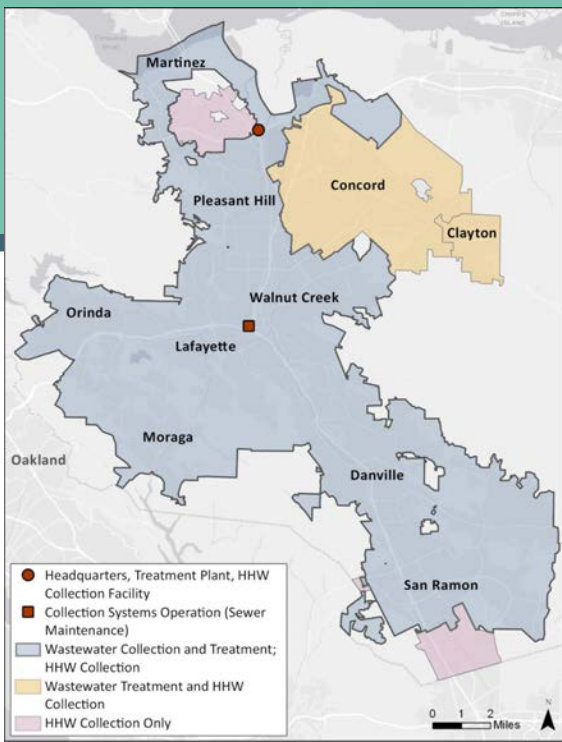 Martinez
Concord
Pleasant Hill
Clayton
Walnut Creek
Orinda
Lafayette
Moraga
Oakland
Danville
San Ramon
Headquarters, Treatment Plant, HHW
Collection Facility
Collection Systems Operation (Sewer
Maintenance)
Wastewater Collection and Treatment;
HHW Collection
Wastewater Treatment and HHW
Collection
HHW Collection Only
N
0 1 2
Miles